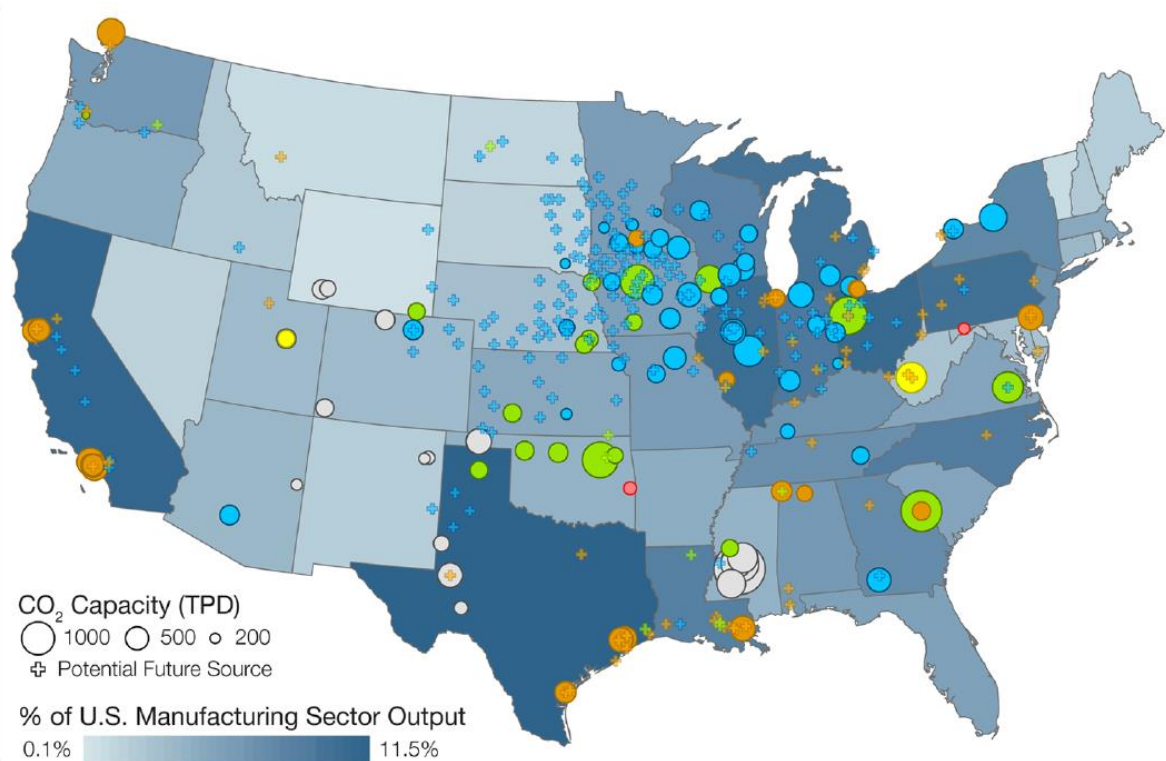 CO₂ Capacity (TPD)
1000 500 200
Potential Future Source
% of U.S. Manufacturing Sector Output
0.1% 11.5%